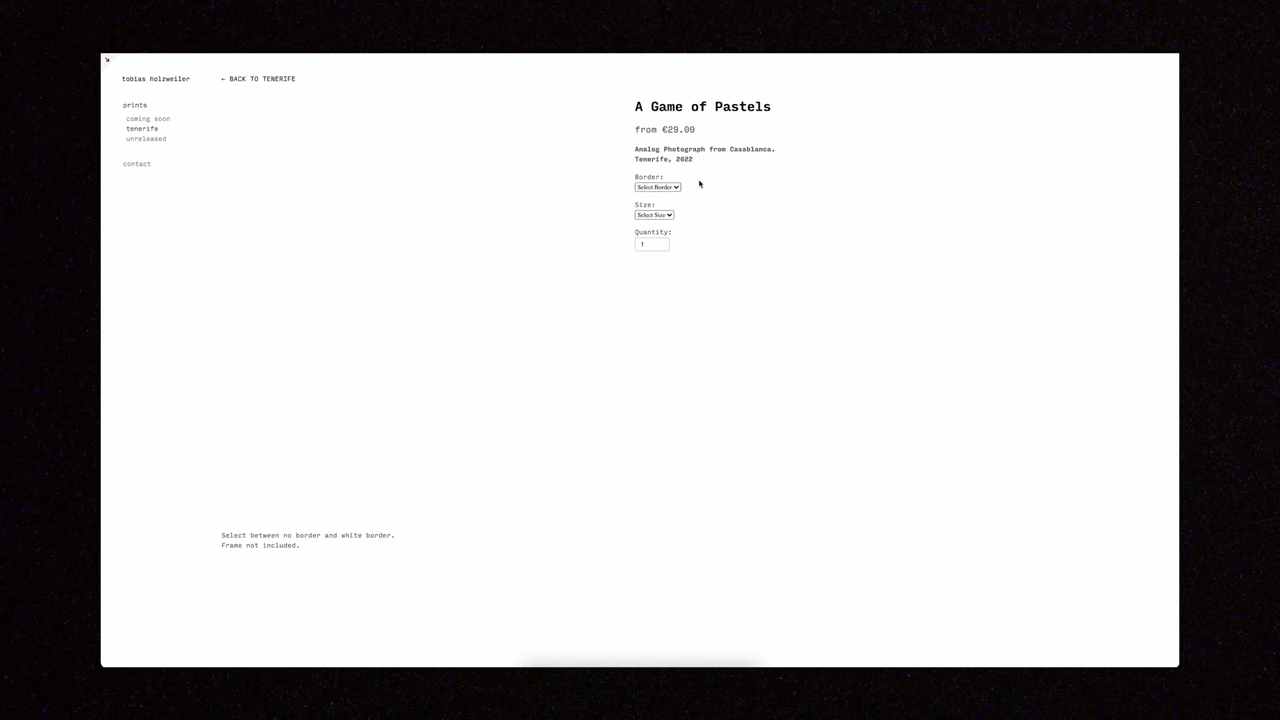 tobias holzweiler
← BACK TO TENERIFE
prints
coming soon
tenerife
unreleased
contact
A Game of Pastels
from €29.00
Analog Photograph from Casablanca.
Tenerife, 2022
Border:
Select Border
Size:
Select Size
Quantity:
1
Select between no border and white border.
Frame not included.